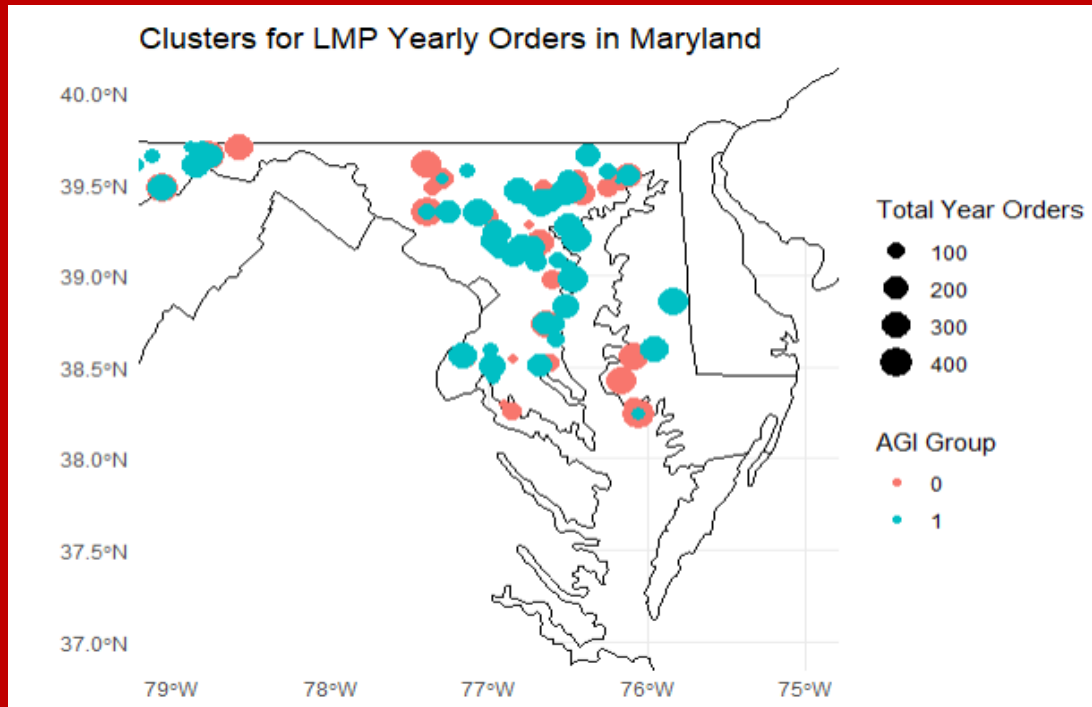 Clusters for LMP Yearly Orders in Maryland
40.0°N
39.5°N
39.0°N
38.5°N
38.0°N
37.5°N
37.0°N
79°W 78°W 77°W 76°W 75°W
Total Year Orders
100
200
300
400
AGI Group
0
1